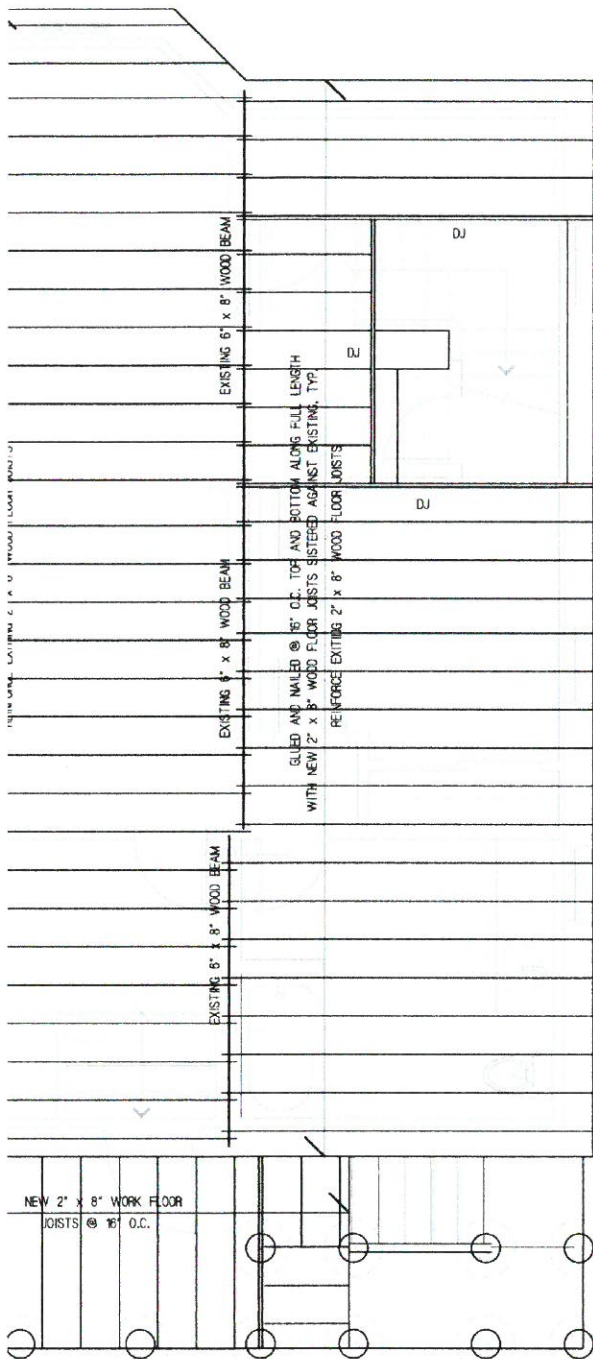 EXISTING 6" x 8" WOOD BEAM
DJ
DJ
REINFORCE EXITIDG 2" x 8" WOOD FLOOR JOISTS
WITH NEW 2" x 8" WOOD FLOOR JOISTS SISTERED AGAINST EXISTING, TYP.
GLUED AND NAILED @ 16" O.C. TOP AND BOTTOM ALONG FULL LENGTH
DJ
EXISTING 6" x 8" WOOD BEAM
EXISTING 6" x 8" WOOD BEAM
NEW 2" x 8" WORK FLOOR
JOISTS @ 16" O.C.